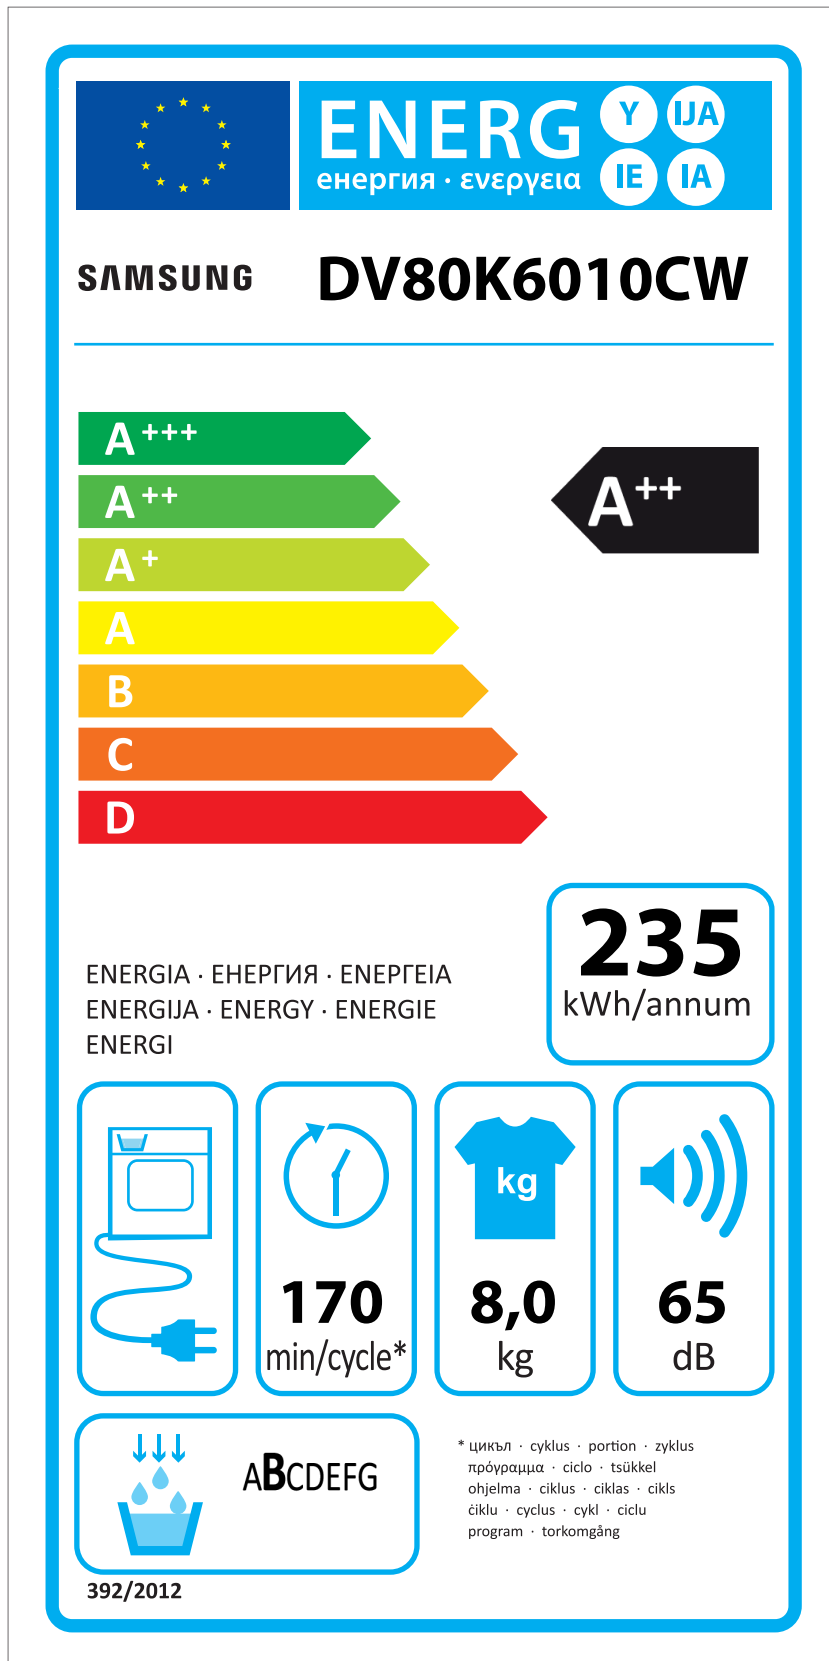 ENERG Y IJA
енергия · ενεργεια IE IA
SAMSUNG DV80K6010CW
A+++
A++
A++
A+
A
B
C
D
235
kWh/annum
ENERGIA · ЕНЕРГИЯ · ΕΝΕΡΓΕΙΑ
ENERGIJA · ENERGY · ENERGIE
ENERGI
kg
170
min/cycle*
8,0
kg
65
dB
ABCDEFG
* цикъл · cyklus · portion · zyklus
πρόγραμμα · ciclo · tsükkel
ohjelma · ciklus · ciklas · cikls
ċiklu · cyclus · cykl · ciclu
program · torkomgång
392/2012